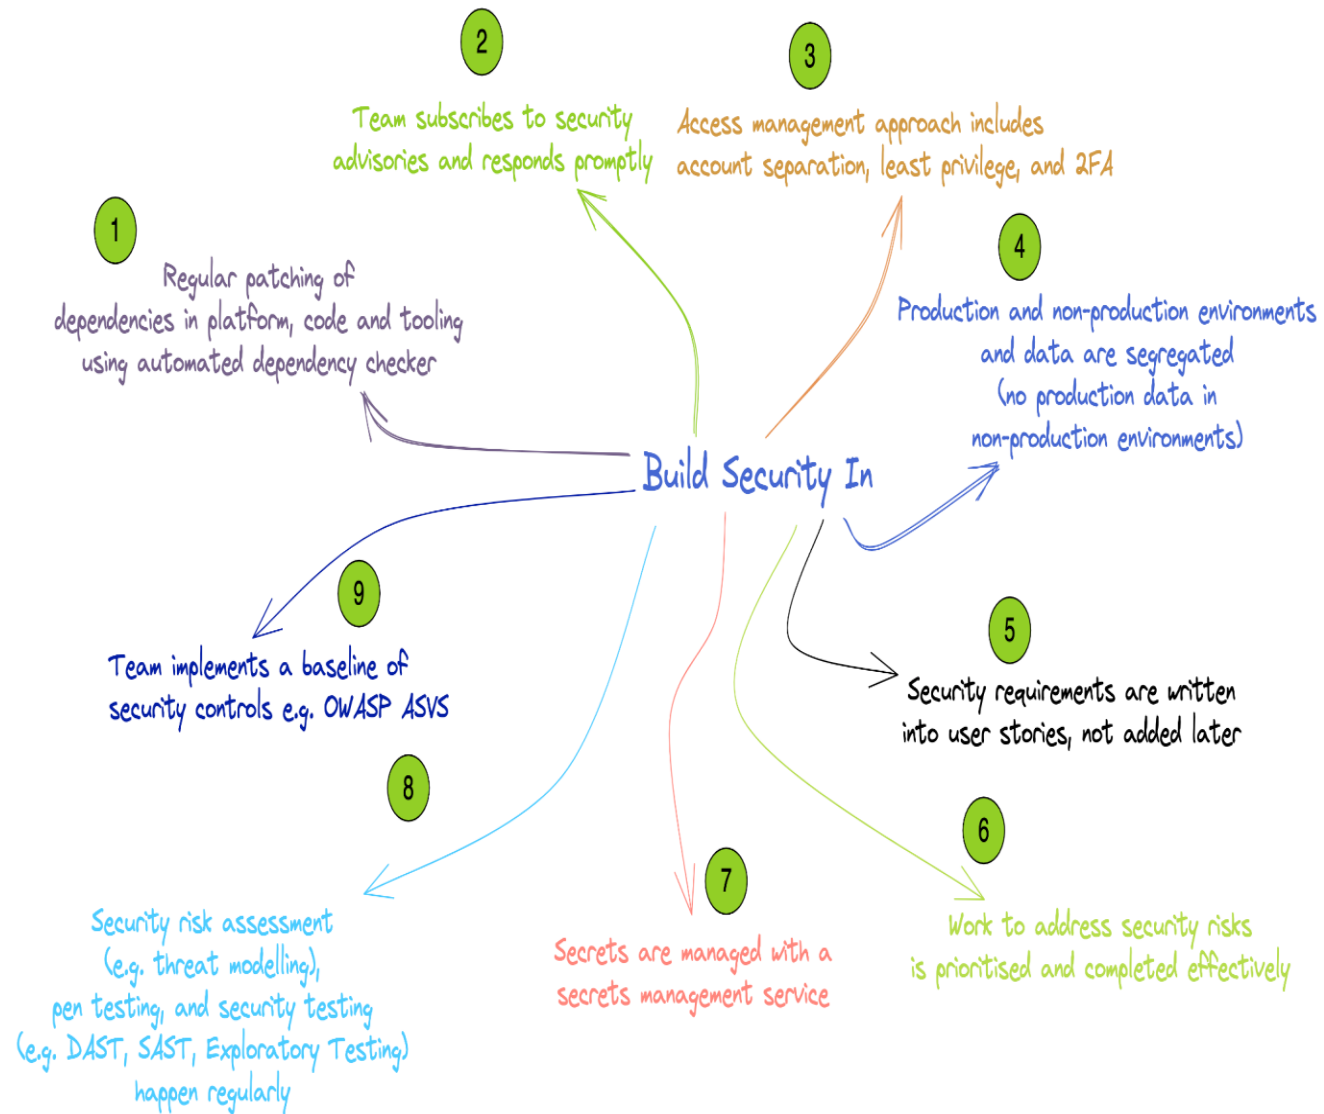 2
Team subscribes to security
advisories and responds promptly
3
Access management approach includes
account separation, least privilege, and 2FA
1
Regular patching of
dependencies in platform, code and tooling
using automated dependency checker
4
Production and non-production environments
and data are segregated
(no production data in
non-production environments)
Build Security In
9
Team implements a baseline of
security controls e.g. OWASP ASVS
5
Security requirements are written
into user stories, not added later
8
Security risk assessment
(e.g. threat modelling),
pen testing, and security testing
(e.g. DAST, SAST, Exploratory Testing)
happen regularly
7
Secrets are managed with a
secrets management service
6
Work to address security risks
is prioritised and completed effectively